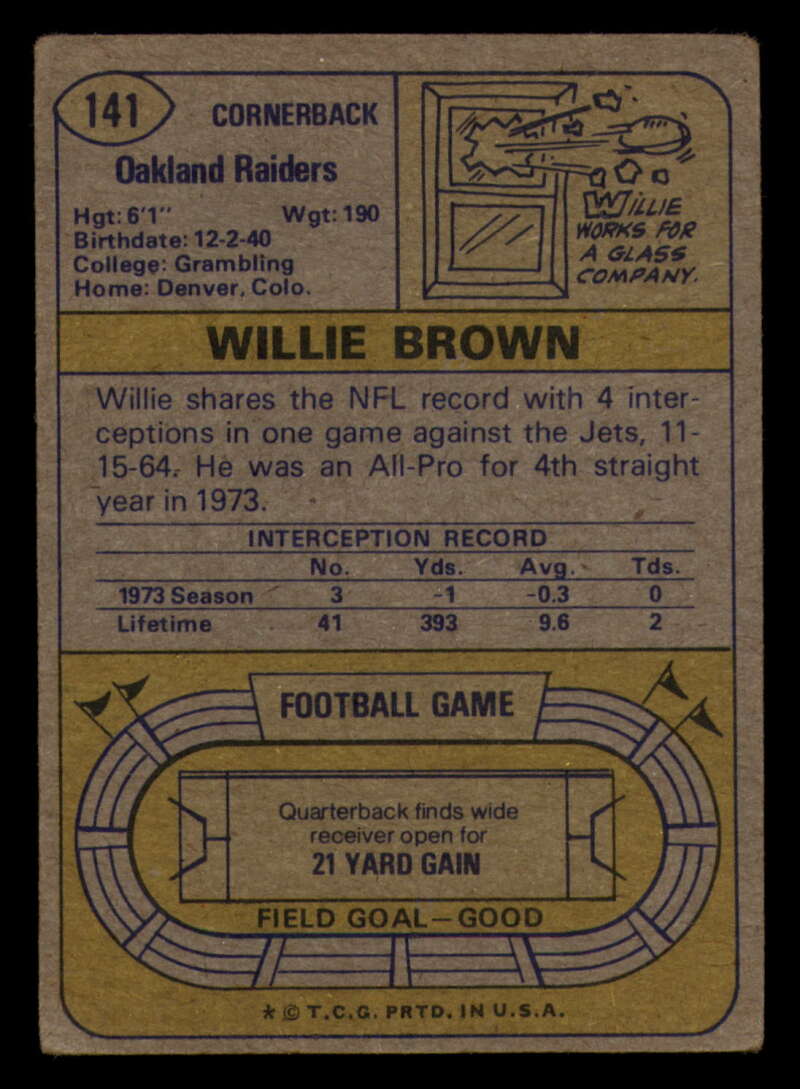 141
CORNERBACK
Oakland Raiders
Hgt: 6'1" Wgt: 190
Birthdate: 12-2-40
College: Grambling
Home: Denver, Colo.
WILLIE
WORKS FOR
A GLASS
COMPANY.
WILLIE BROWN
Willie shares the NFL record with 4 inter-
ceptions in one game against the Jets, 11-
15-64. He was an All-Pro for 4th straight
year in 1973.
INTERCEPTION RECORD
No. Yds. Avg. Tds.
1973 Season 3 -1 -0.3 0
Lifetime 41 393 9.6 2
FOOTBALL GAME
Quarterback finds wide
receiver open for
21 YARD GAIN
FIELD GOAL—GOOD
* © T.C.G. PRTD. IN U.S.A.